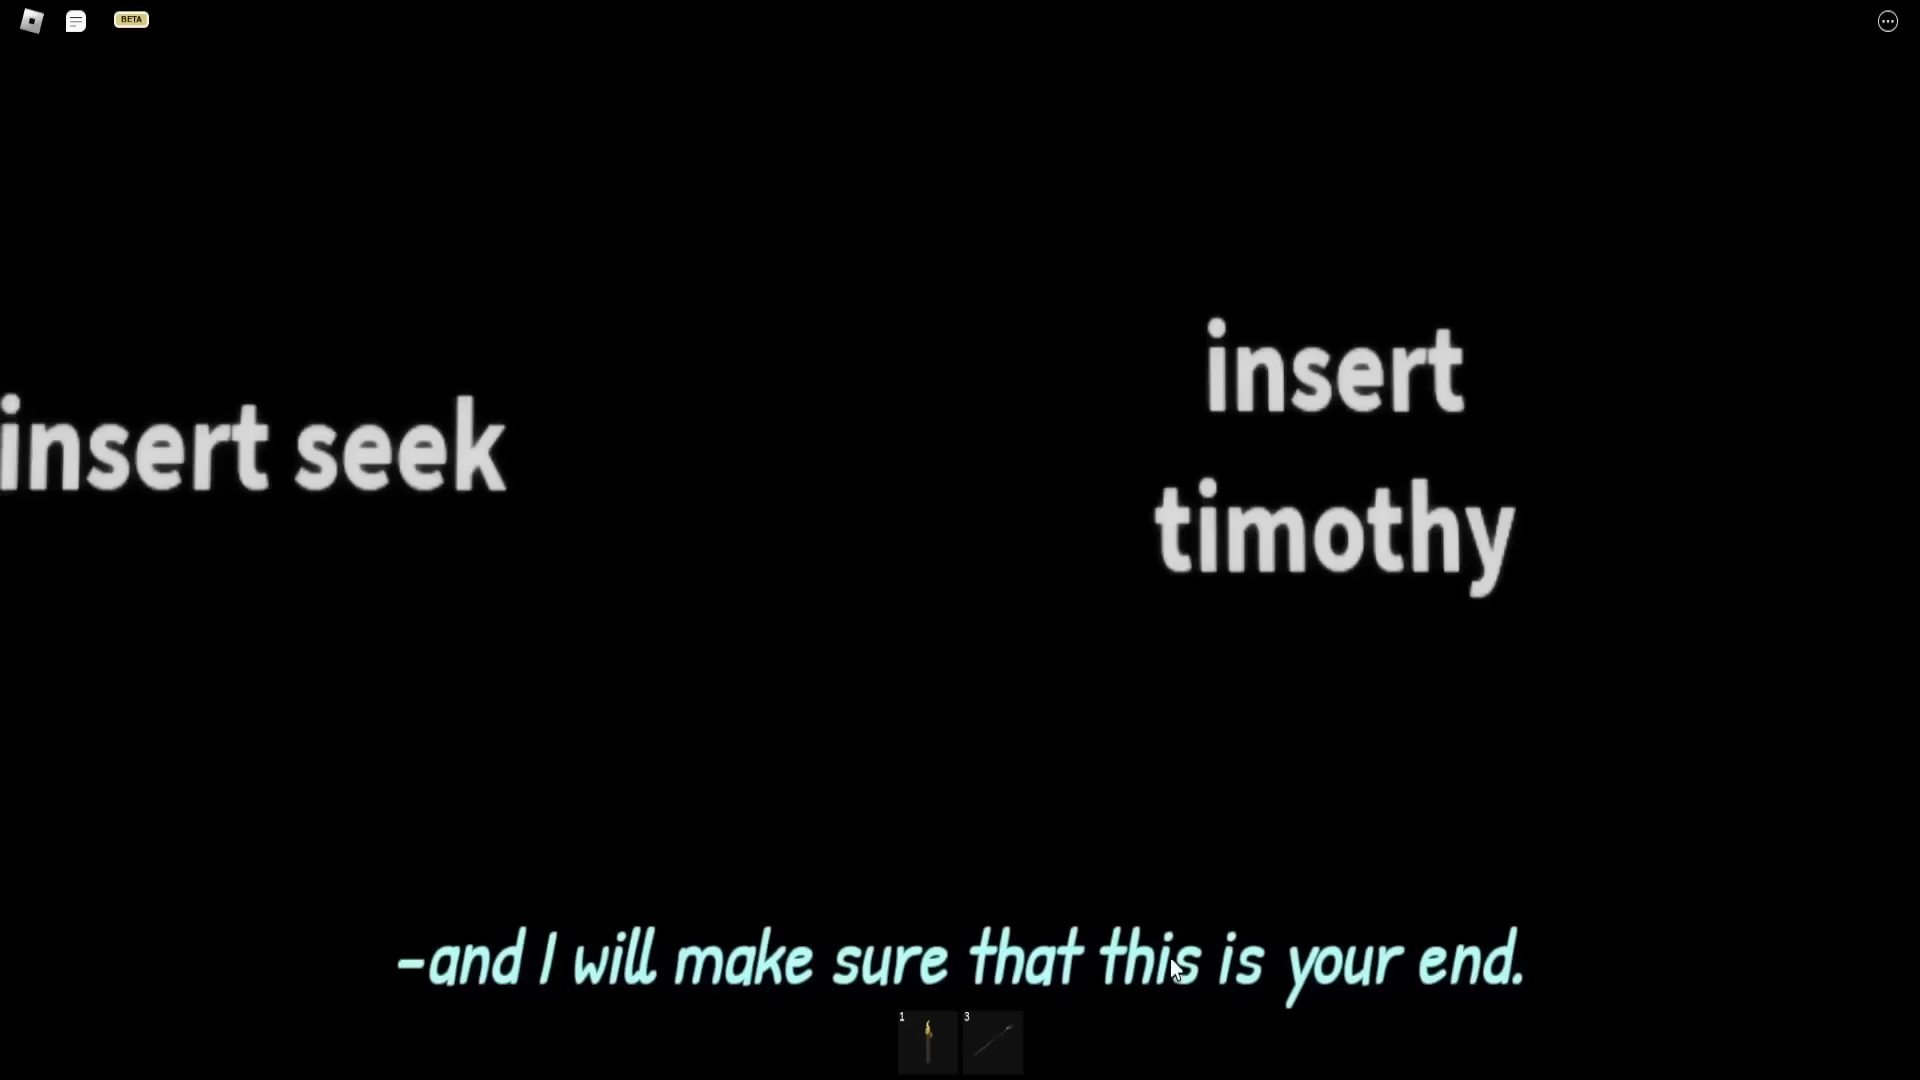 BETA
insert seek
insert
timothy
-and I will make sure that this is your end.
1
3